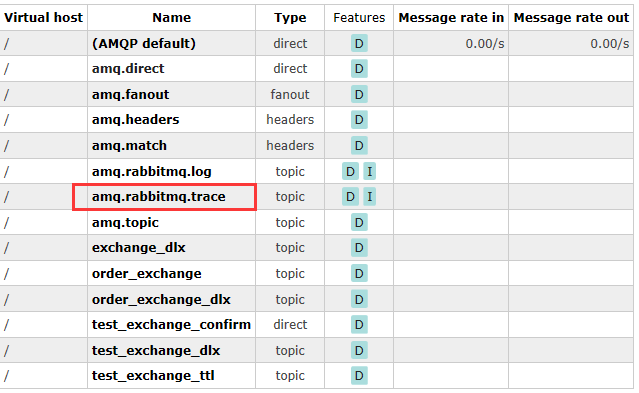 Virtual host Name Type Features Message rate in Message rate out
/ (AMQP default) direct D 0.00/s 0.00/s
/ amq.direct direct D
/ amq.fanout fanout D
/ amq.headers headers D
/ amq.match headers D
/ amq.rabbitmq.log topic D I
/ amq.rabbitmq.trace topic D I
/ amq.topic topic D
/ exchange_dlx topic D
/ order_exchange topic D
/ order_exchange_dlx topic D
/ test_exchange_confirm direct D
/ test_exchange_dlx topic D
/ test_exchange_ttl topic D